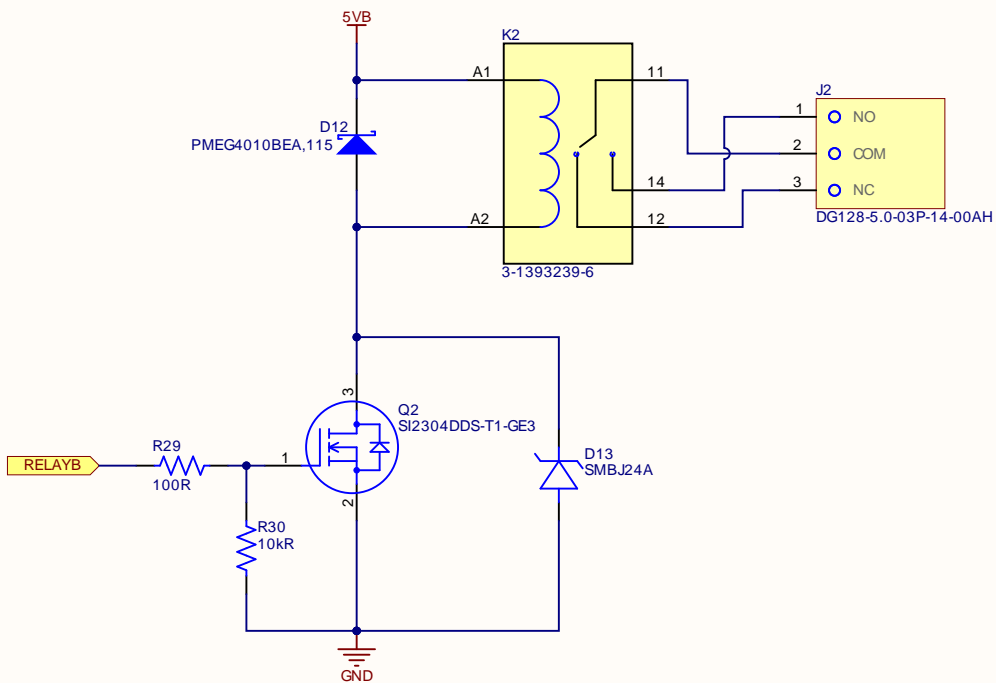 5VB
K2
A1
11
J2
1
NO
D12
PMEG4010BEA,115
2
COM
14
3
NC
A2
12
DG128-5.0-03P-14-00AH
3-1393239-6
3
Q2
SI2304DDS-T1-GE3
R29
RELAYB
1
D13
SMBJ24A
100R
2
R30
10kR
GND